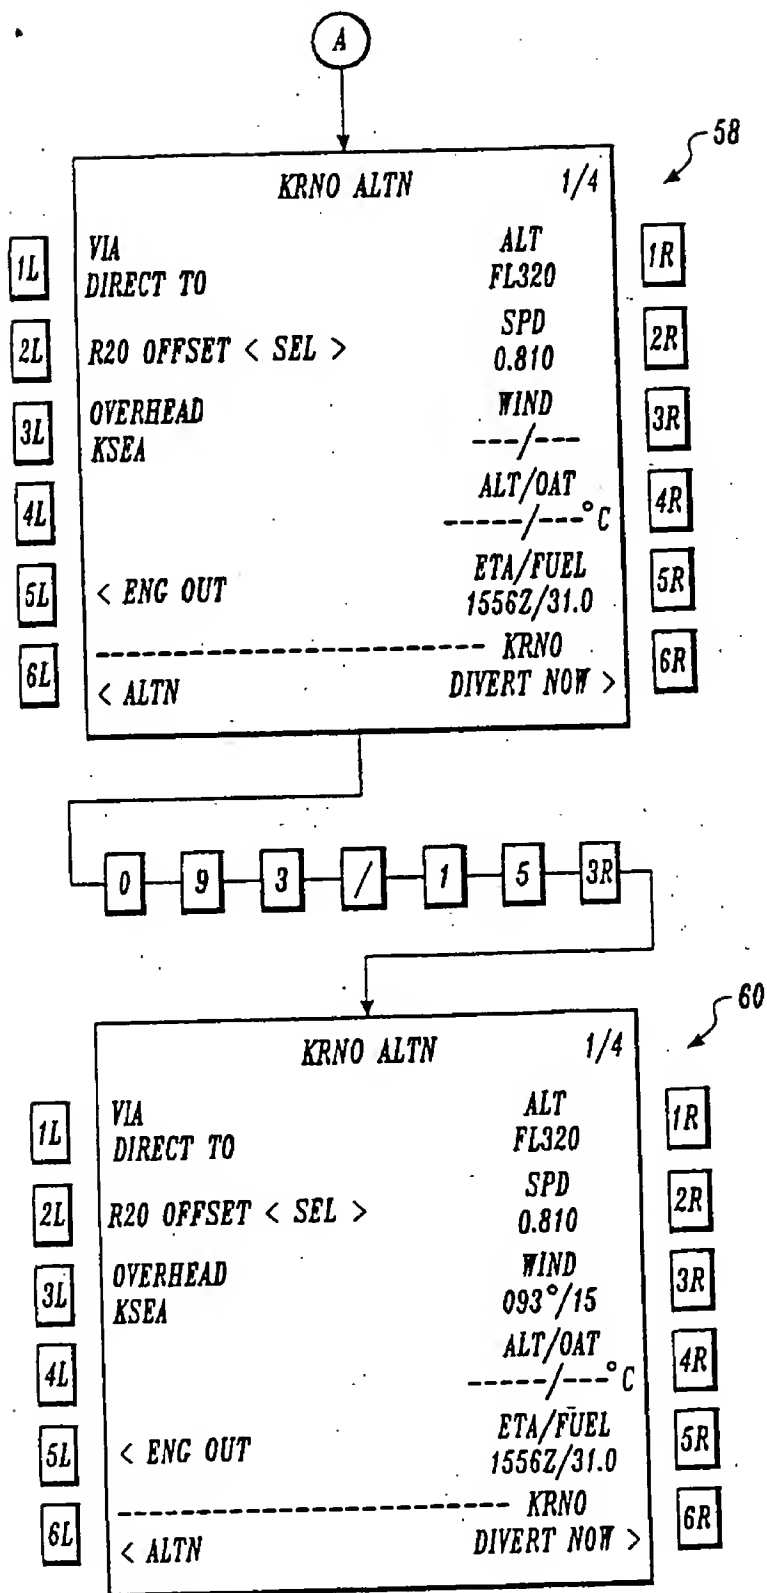 A
58
KRNO ALTN 1/4
1L VIA ALT 1R
DIRECT TO FL320
2L R20 OFFSET < SEL > SPD 2R
0.810
3L OVERHEAD WIND 3R
KSEA ---/---
4L ALT/OAT 4R
-----/---°C
5L < ENG OUT ETA/FUEL 5R
1556Z/31.0
6L ------------------------ KRNO 6R
< ALTN DIVERT NOW >
0 9 3 / 1 5 3R
60
KRNO ALTN 1/4
1L VIA ALT 1R
DIRECT TO FL320
2L R20 OFFSET < SEL > SPD 2R
0.810
3L OVERHEAD WIND 3R
KSEA 093°/15
4L ALT/OAT 4R
-----/---°C
5L < ENG OUT ETA/FUEL 5R
1556Z/31.0
6L ------------------------ KRNO 6R
< ALTN DIVERT NOW >